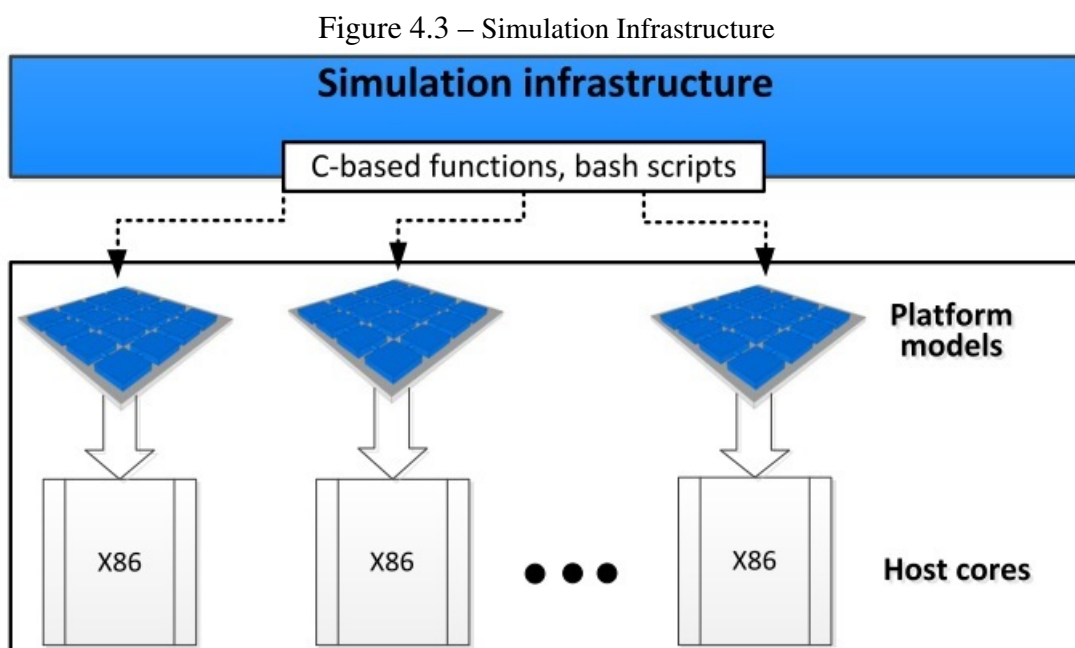 Figure 4.3 – Simulation Infrastructure
Simulation infrastructure
C-based functions, bash scripts
Platform
models
X86
X86
X86
Host cores